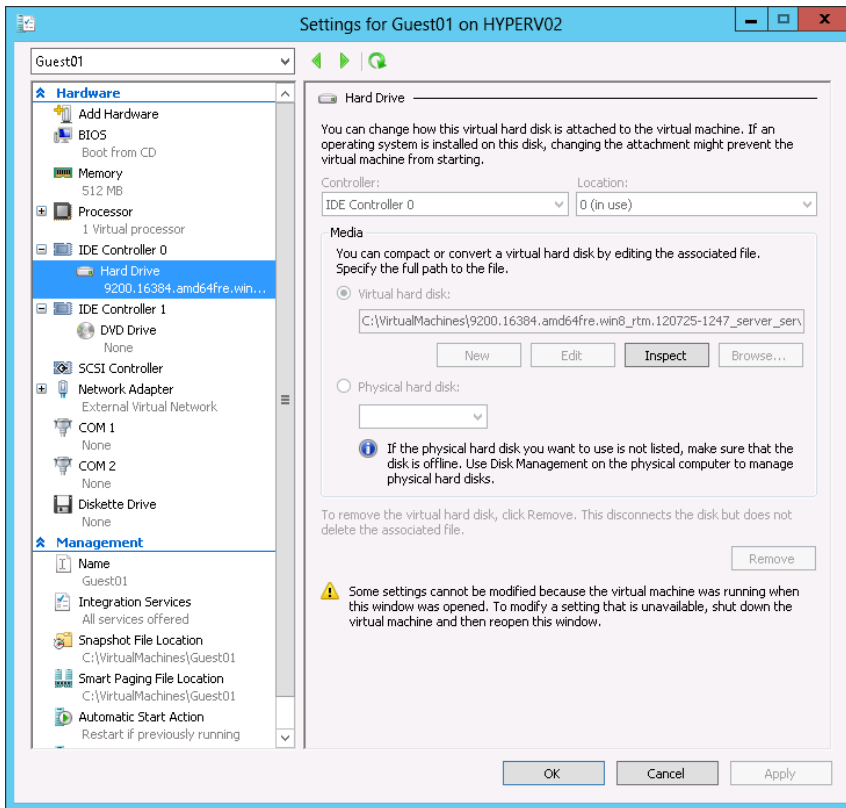 Settings for Guest01 on HYPERV02
Guest01
Hardware
Add Hardware
BIOS
Boot from CD
Memory
512 MB
Processor
1 Virtual processor
IDE Controller 0
Hard Drive
9200.16384.amd64fre.win...
IDE Controller 1
DVD Drive
None
SCSI Controller
Network Adapter
External Virtual Network
COM 1
None
COM 2
None
Diskette Drive
None
Management
Name
Guest01
Integration Services
All services offered
Snapshot File Location
C:\VirtualMachines\Guest01
Smart Paging File Location
C:\VirtualMachines\Guest01
Automatic Start Action
Restart if previously running
Hard Drive
You can change how this virtual hard disk is attached to the virtual machine. If an
operating system is installed on this disk, changing the attachment might prevent the
virtual machine from starting.
Controller: Location:
IDE Controller 0 0 (in use)
Media
You can compact or convert a virtual hard disk by editing the associated file.
Specify the full path to the file.
Virtual hard disk:
C:\VirtualMachines\9200.16384.amd64fre.win8_rtm.120725-1247_server_serv
New Edit Inspect Browse...
Physical hard disk:
If the physical hard disk you want to use is not listed, make sure that the
disk is offline. Use Disk Management on the physical computer to manage
physical hard disks.
To remove the virtual hard disk, click Remove. This disconnects the disk but does not
delete the associated file.
Remove
Some settings cannot be modified because the virtual machine was running when
this window was opened. To modify a setting that is unavailable, shut down the
virtual machine and then reopen this window.
OK Cancel Apply